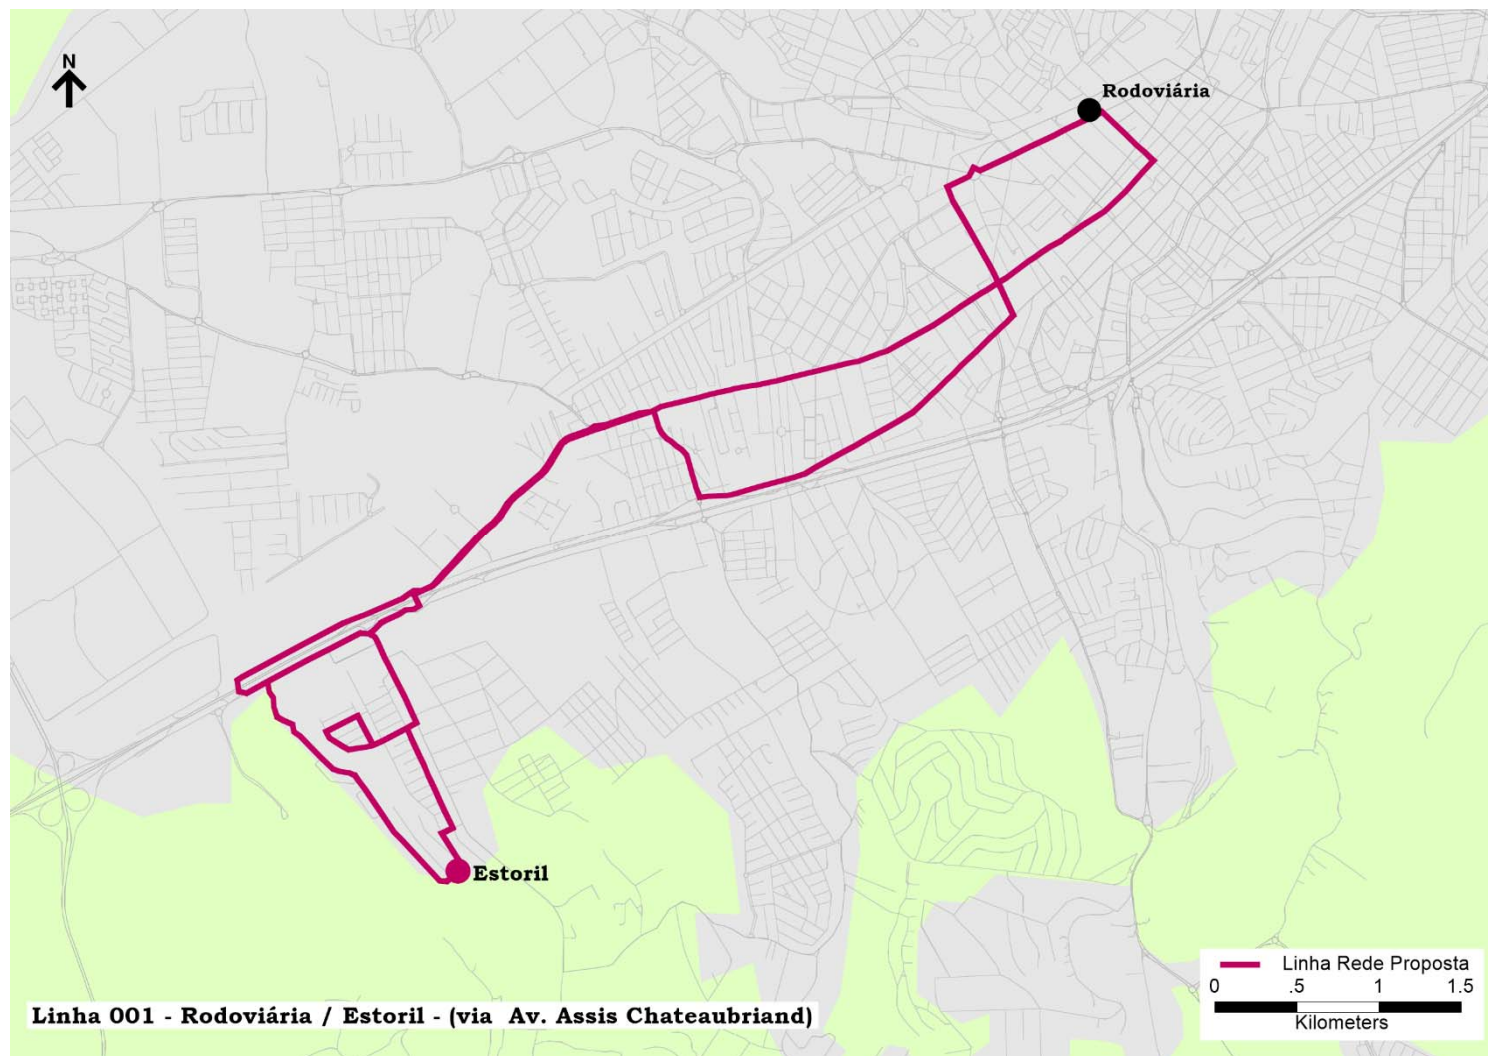 N
Rodoviária
Estoril
Linha Rede Proposta
0 .5 1 1.5
Kilometers
Linha 001 - Rodoviária / Estoril - (via Av. Assis Chateaubriand)